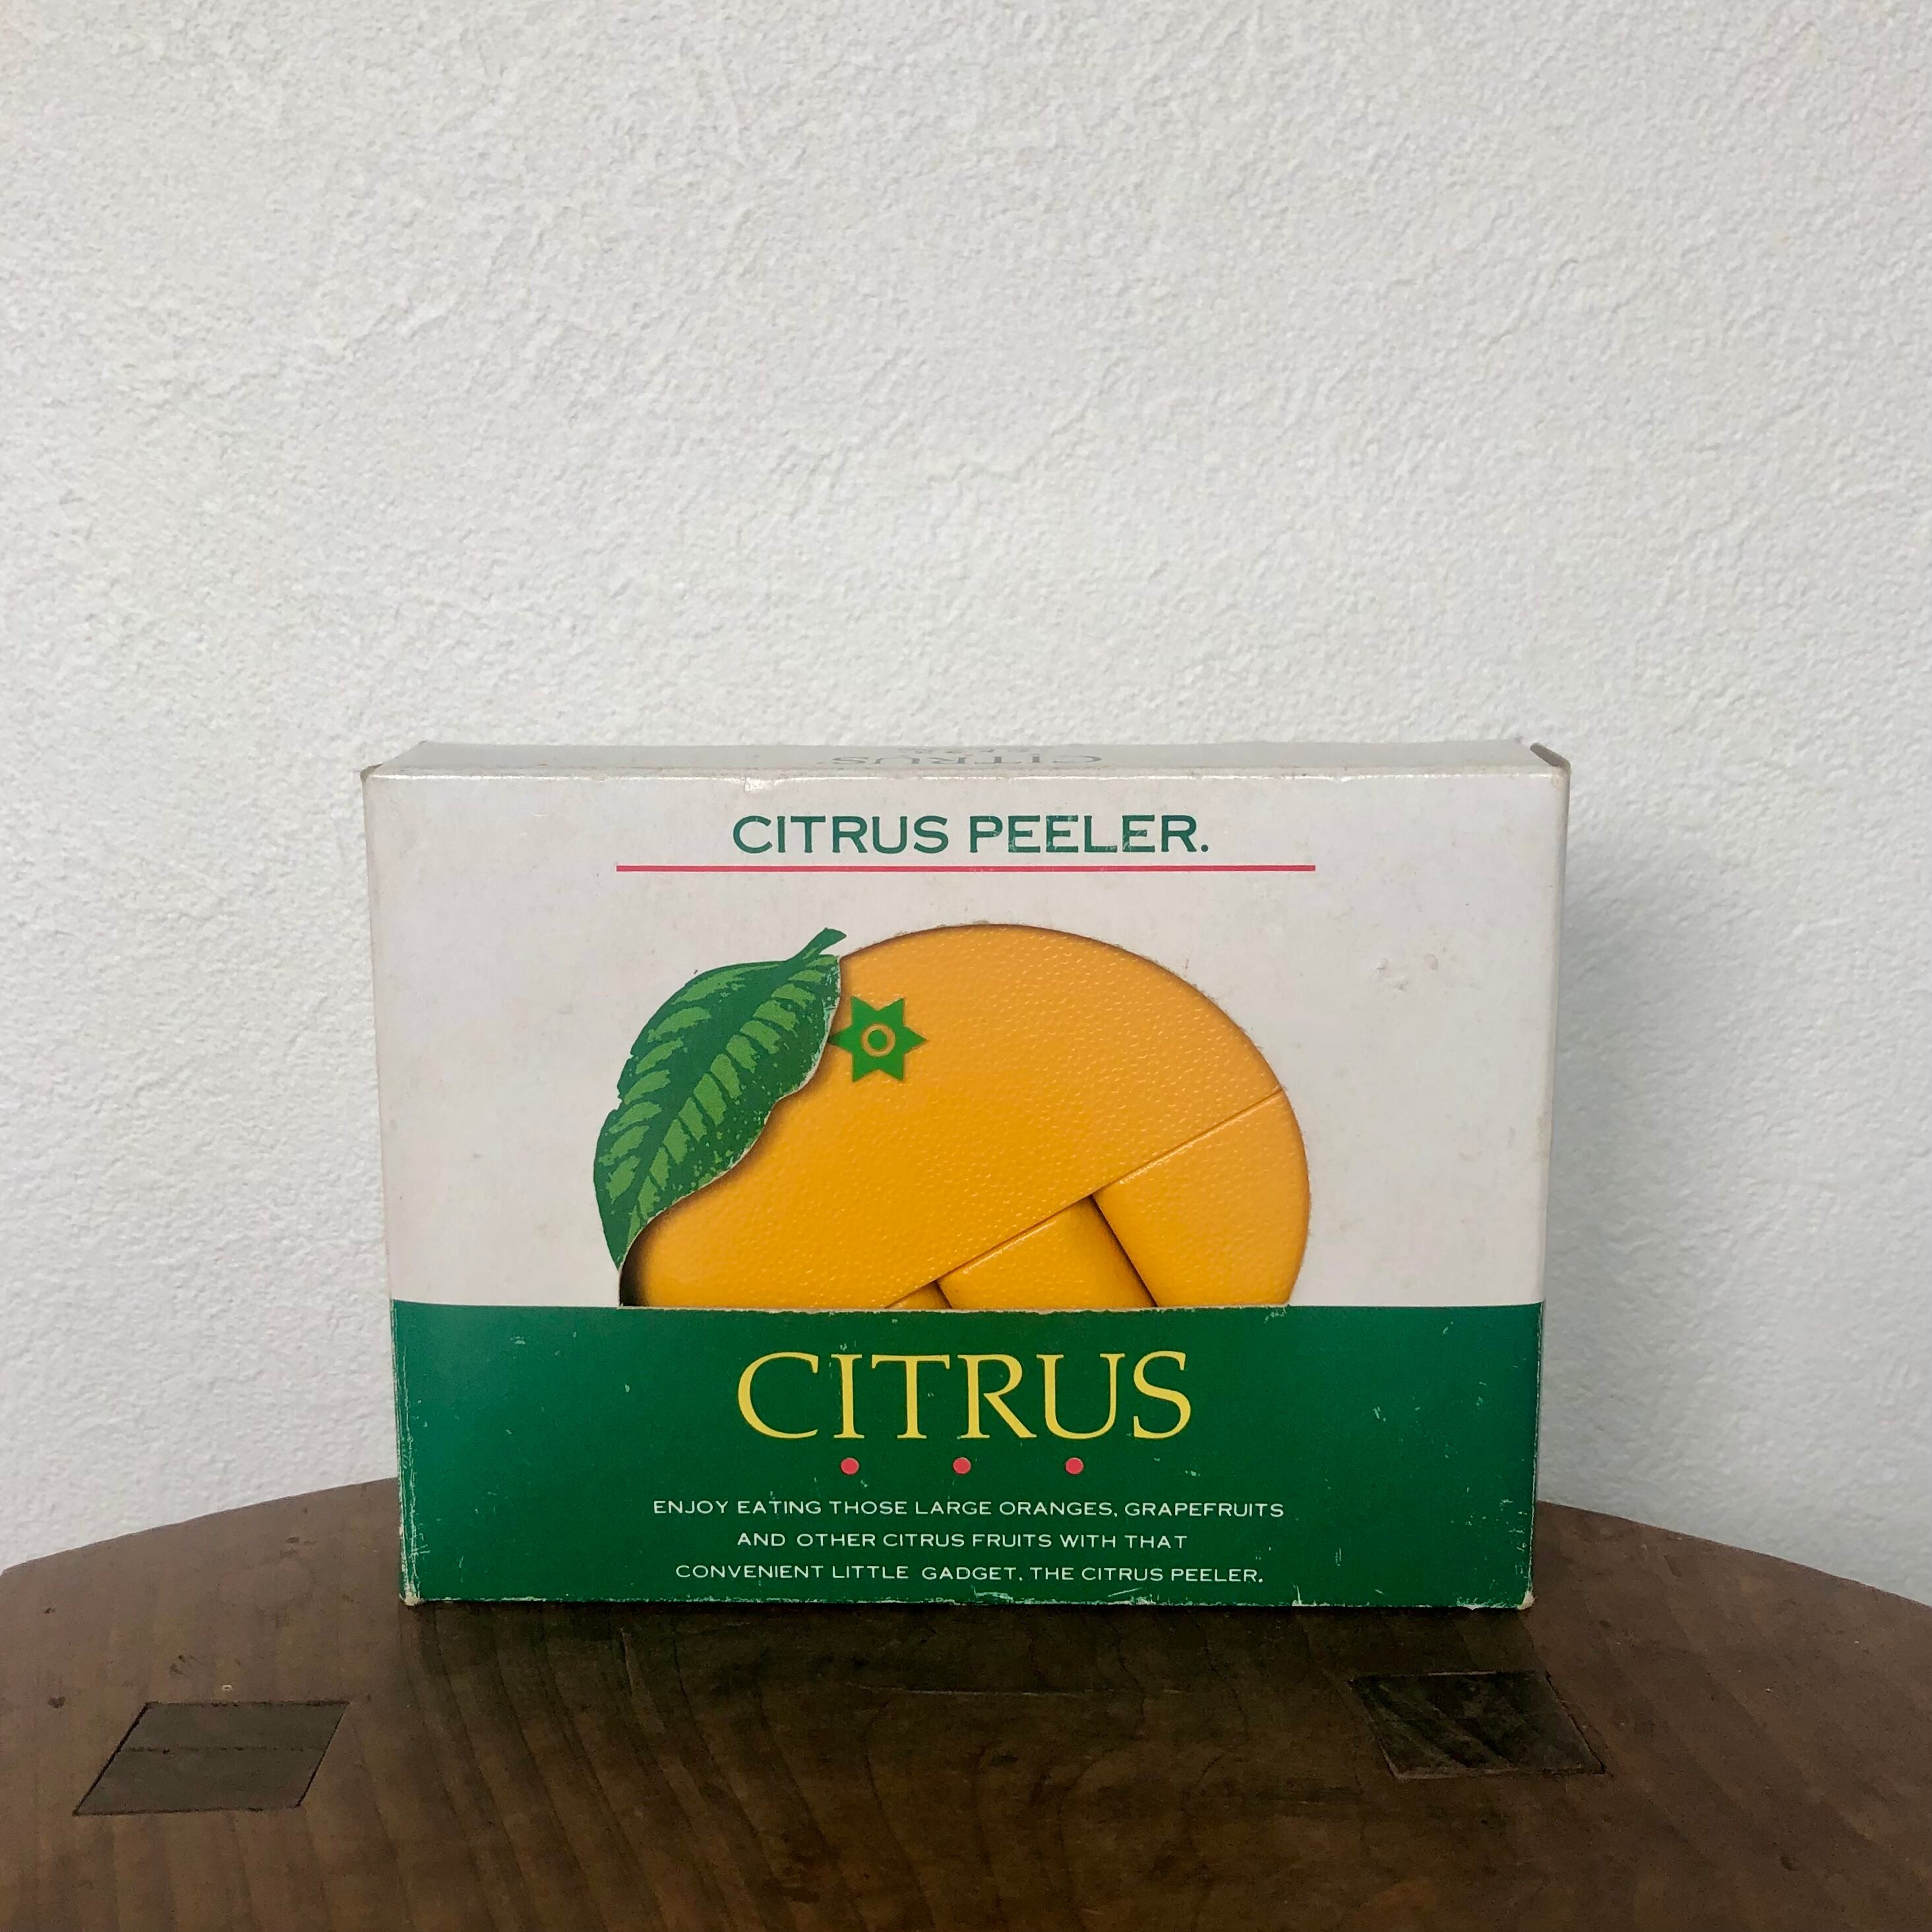 CITRUS
CITRUS PEELER.
CITRUS
ENJOY EATING THOSE LARGE ORANGES, GRAPEFRUITS
AND OTHER CITRUS FRUITS WITH THAT
CONVENIENT LITTLE GADGET, THE CITRUS PEELER.